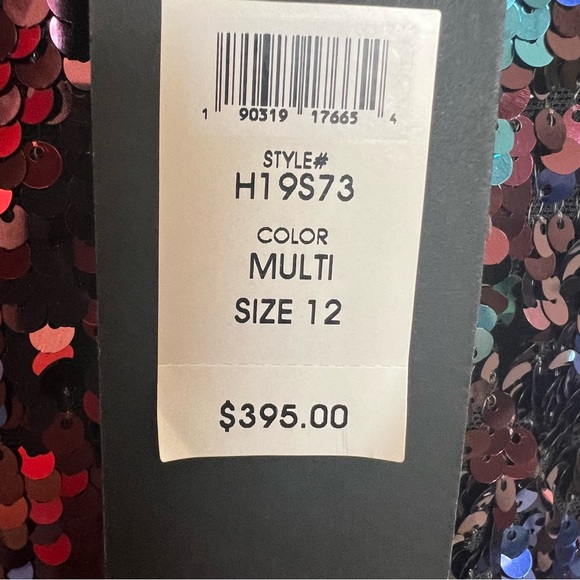 1 90319 17665 4
STYLE#
H19S73
COLOR
MULTI
SIZE 12
$395.00